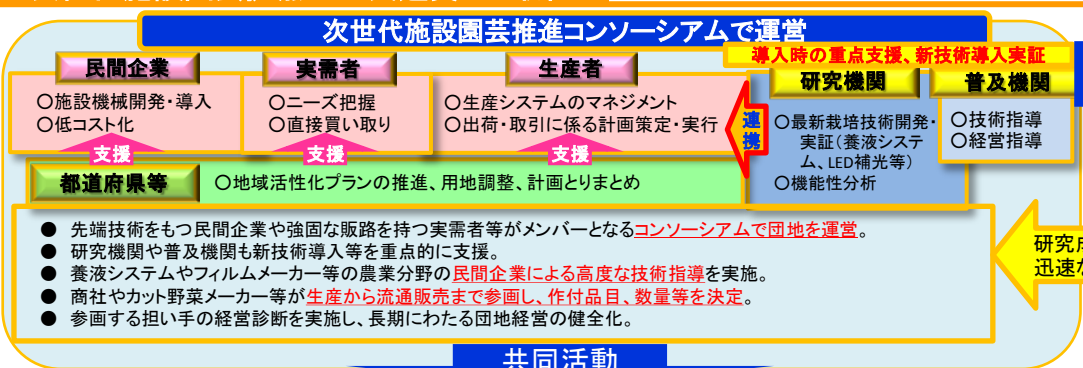 次世代施設園芸推進コンソーシアムで運営
導入時の重点支援、新技術導入実証
民間企業
実需者
生産者
研究機関
普及機関
○施設機械開発・導入
○低コスト化
○ニーズ把握
○直接買い取り
○生産システムのマネジメント
○出荷・取引に係る計画策定・実行
連携
○最新栽培技術開発・
実証(養液システ
ム、LED補光等)
○機能性分析
○技術指導
○経営指導
支援
支援
支援
都道府県等
○地域活性化プランの推進、用地調整、計画とりまとめ
● 先端技術をもつ民間企業や強固な販路を持つ実需者等がメンバーとなるコンソーシアムで団地を運営。
● 研究機関や普及機関も新技術導入等を重点的に支援。
● 養液システムやフィルムメーカー等の農業分野の民間企業による高度な技術指導を実施。
● 商社やカット野菜メーカー等が生産から流通販売まで参画し、作付品目、数量等を決定。
● 参画する担い手の経営診断を実施し、長期にわたる団地経営の健全化。
研究
迅速
共同活動